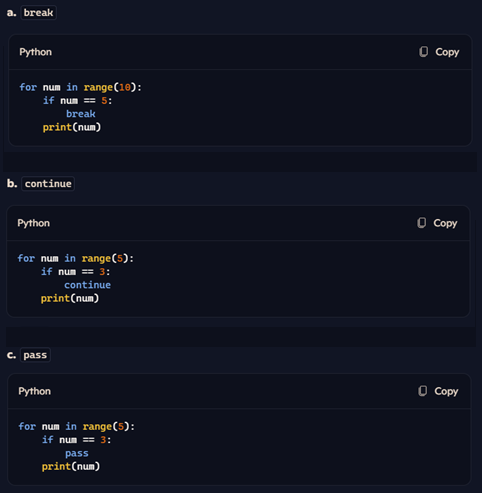 a. break
Python Copy
for num in range(10):
    if num == 5:
        break
    print(num)
b. continue
Python Copy
for num in range(5):
    if num == 3:
        continue
    print(num)
c. pass
Python Copy
for num in range(5):
    if num == 3:
        pass
    print(num)